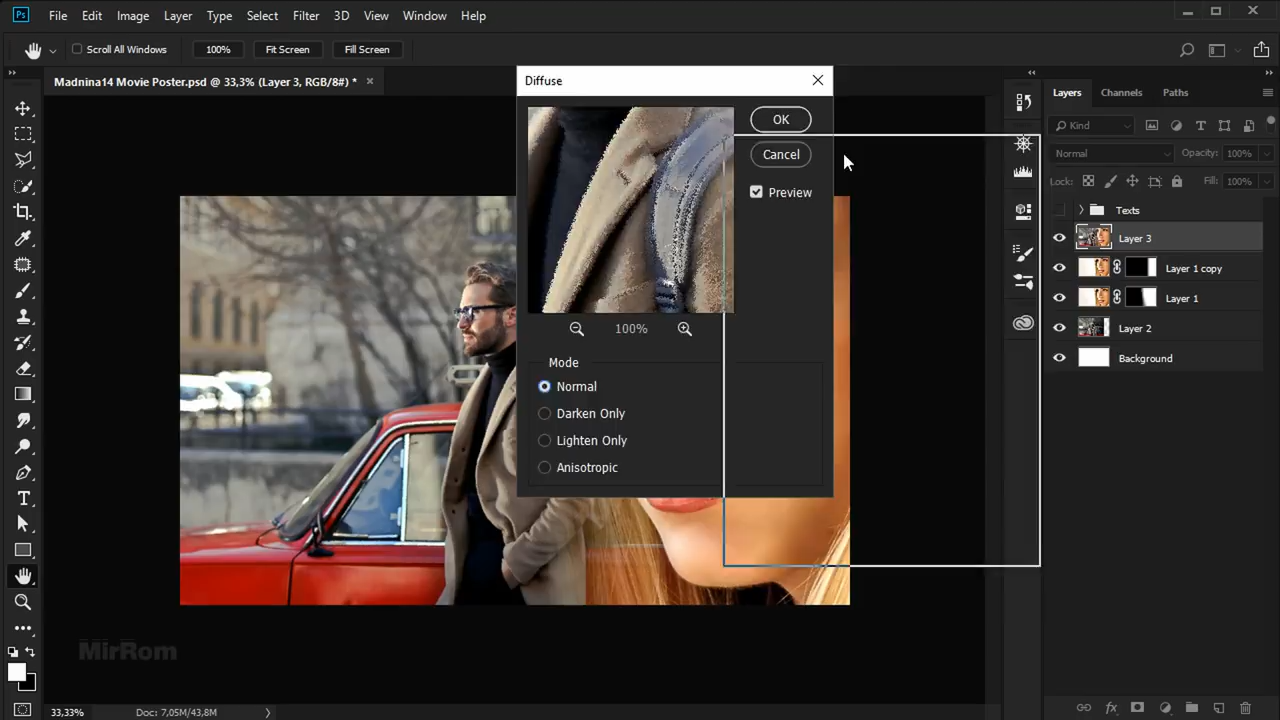 Ps File Edit Image Layer Type Select Filter 3D View Window Help
Scroll All Windows 100% Fit Screen Fill Screen
Madnina14 Movie Poster.psd @ 33,3% (Layer 3, RGB/8#) * ×
Diffuse
OK
Cancel
Preview
100%
Mode
Normal
Darken Only
Lighten Only
Anisotropic
Layers Channels Paths
Kind
Normal Opacity: 100%
Lock: Fill: 100%
Texts
Layer 3
Layer 1 copy
Layer 1
Layer 2
Background
MirRom
33,33% Doc: 7,05M/43,8M